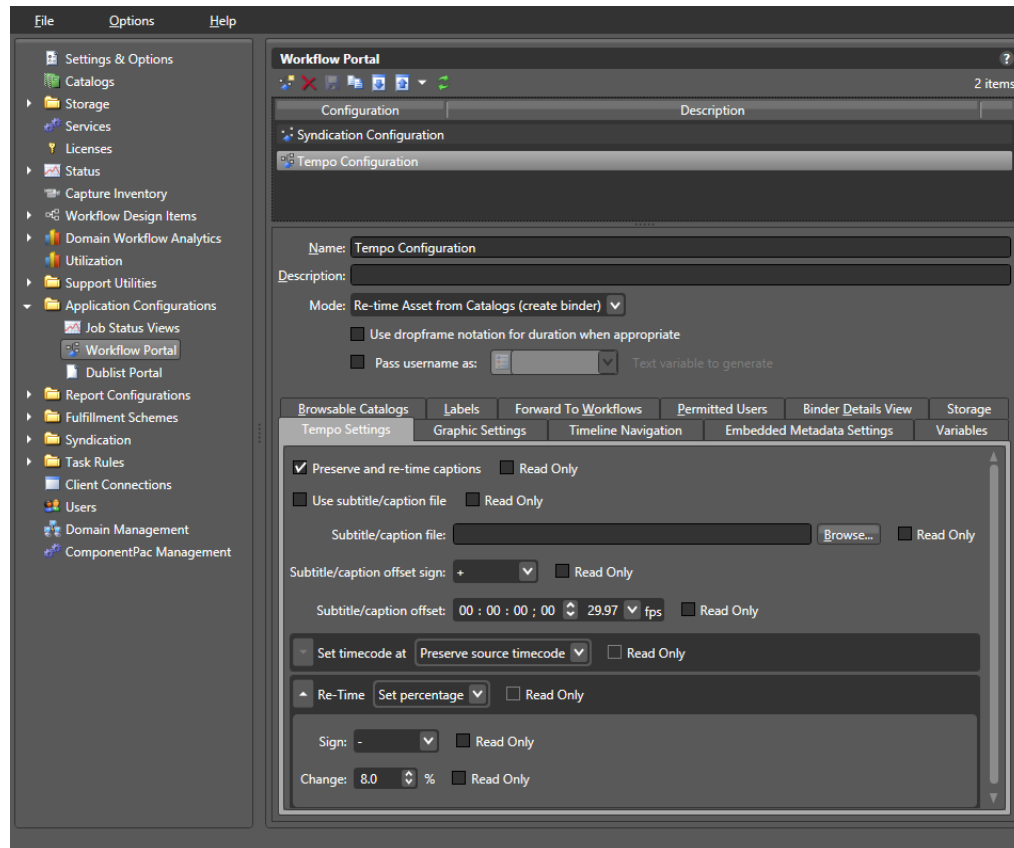 File Options Help
Settings & Options
Catalogs
Storage
Services
Licenses
Status
Capture Inventory
Workflow Design Items
Domain Workflow Analytics
Utilization
Support Utilities
Application Configurations
Job Status Views
Workflow Portal
Dublist Portal
Report Configurations
Fulfillment Schemes
Syndication
Task Rules
Client Connections
Users
Domain Management
ComponentPac Management
Workflow Portal ?
2 items
Configuration Description
Syndication Configuration
Tempo Configuration
Name: Tempo Configuration
Description:
Mode: Re-time Asset from Catalogs (create binder)
Use dropframe notation for duration when appropriate
Pass username as: Text variable to generate
Browsable Catalogs Labels Forward To Workflows Permitted Users Binder Details View Storage
Tempo Settings Graphic Settings Timeline Navigation Embedded Metadata Settings Variables
Preserve and re-time captions Read Only
Use subtitle/caption file Read Only
Subtitle/caption file: Browse... Read Only
Subtitle/caption offset sign: + Read Only
Subtitle/caption offset: 00 : 00 : 00 ; 00 29.97 fps Read Only
Set timecode at Preserve source timecode Read Only
Re-Time Set percentage Read Only
Sign: - Read Only
Change: 8.0 % Read Only